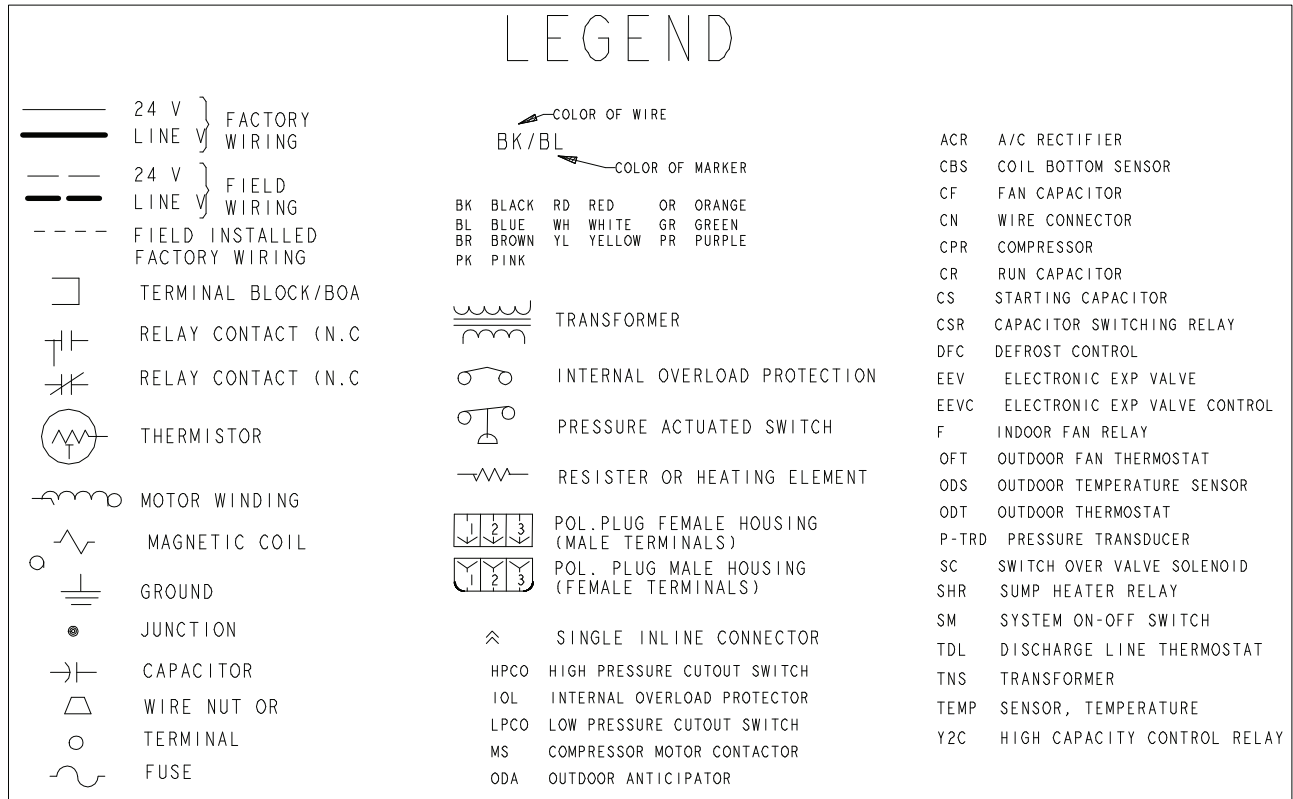 LEGEND
24 V
LINE V
FACTORY
WIRING
24 V
LINE V
FIELD
WIRING
FIELD INSTALLED
FACTORY WIRING
TERMINAL BLOCK/BOA
RELAY CONTACT (N.C
RELAY CONTACT (N.C
T
THERMISTOR
MOTOR WINDING
MAGNETIC COIL
GROUND
JUNCTION
CAPACITOR
WIRE NUT OR
TERMINAL
FUSE
COLOR OF WIRE
BK/BL
COLOR OF MARKER
BK BLACK RD RED OR ORANGE
BL BLUE WH WHITE GR GREEN
BR BROWN YL YELLOW PR PURPLE
PK PINK
TRANSFORMER
INTERNAL OVERLOAD PROTECTION
PRESSURE ACTUATED SWITCH
RESISTER OR HEATING ELEMENT
1 2 3
POL.PLUG FEMALE HOUSING
(MALE TERMINALS)
1 2 3
POL. PLUG MALE HOUSING
(FEMALE TERMINALS)
SINGLE INLINE CONNECTOR
HPCO HIGH PRESSURE CUTOUT SWITCH
IOL INTERNAL OVERLOAD PROTECTOR
LPCO LOW PRESSURE CUTOUT SWITCH
MS COMPRESSOR MOTOR CONTACTOR
ODA OUTDOOR ANTICIPATOR
ACR A/C RECTIFIER
CBS COIL BOTTOM SENSOR
CF FAN CAPACITOR
CN WIRE CONNECTOR
CPR COMPRESSOR
CR RUN CAPACITOR
CS STARTING CAPACITOR
CSR CAPACITOR SWITCHING RELAY
DFC DEFROST CONTROL
EEV ELECTRONIC EXP VALVE
EEVC ELECTRONIC EXP VALVE CONTROL
F INDOOR FAN RELAY
OFT OUTDOOR FAN THERMOSTAT
ODS OUTDOOR TEMPERATURE SENSOR
ODT OUTDOOR THERMOSTAT
P-TRD PRESSURE TRANSDUCER
SC SWITCH OVER VALVE SOLENOID
SHR SUMP HEATER RELAY
SM SYSTEM ON-OFF SWITCH
TDL DISCHARGE LINE THERMOSTAT
TNS TRANSFORMER
TEMP SENSOR, TEMPERATURE
Y2C HIGH CAPACITY CONTROL RELAY